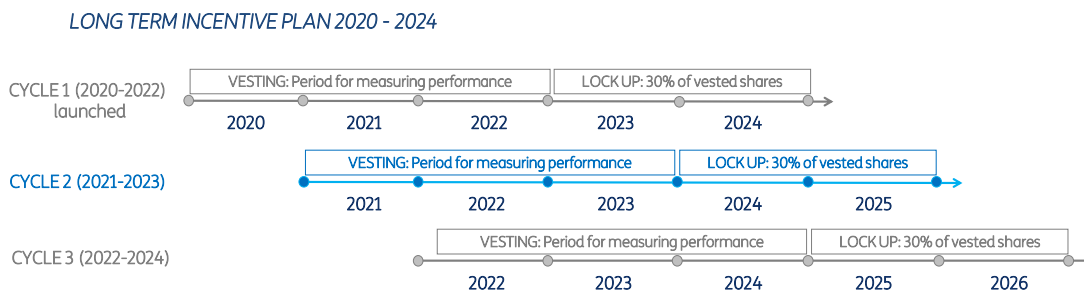 LONG TERM INCENTIVE PLAN 2020 - 2024
CYCLE 1 (2020-2022)
launched
VESTING: Period for measuring performance
LOCK UP: 30% of vested shares
2020 2021 2022 2023 2024
CYCLE 2 (2021-2023)
VESTING: Period for measuring performance
LOCK UP: 30% of vested shares
2021 2022 2023 2024 2025
CYCLE 3 (2022-2024)
VESTING: Period for measuring performance
LOCK UP: 30% of vested shares
2022 2023 2024 2025 2026